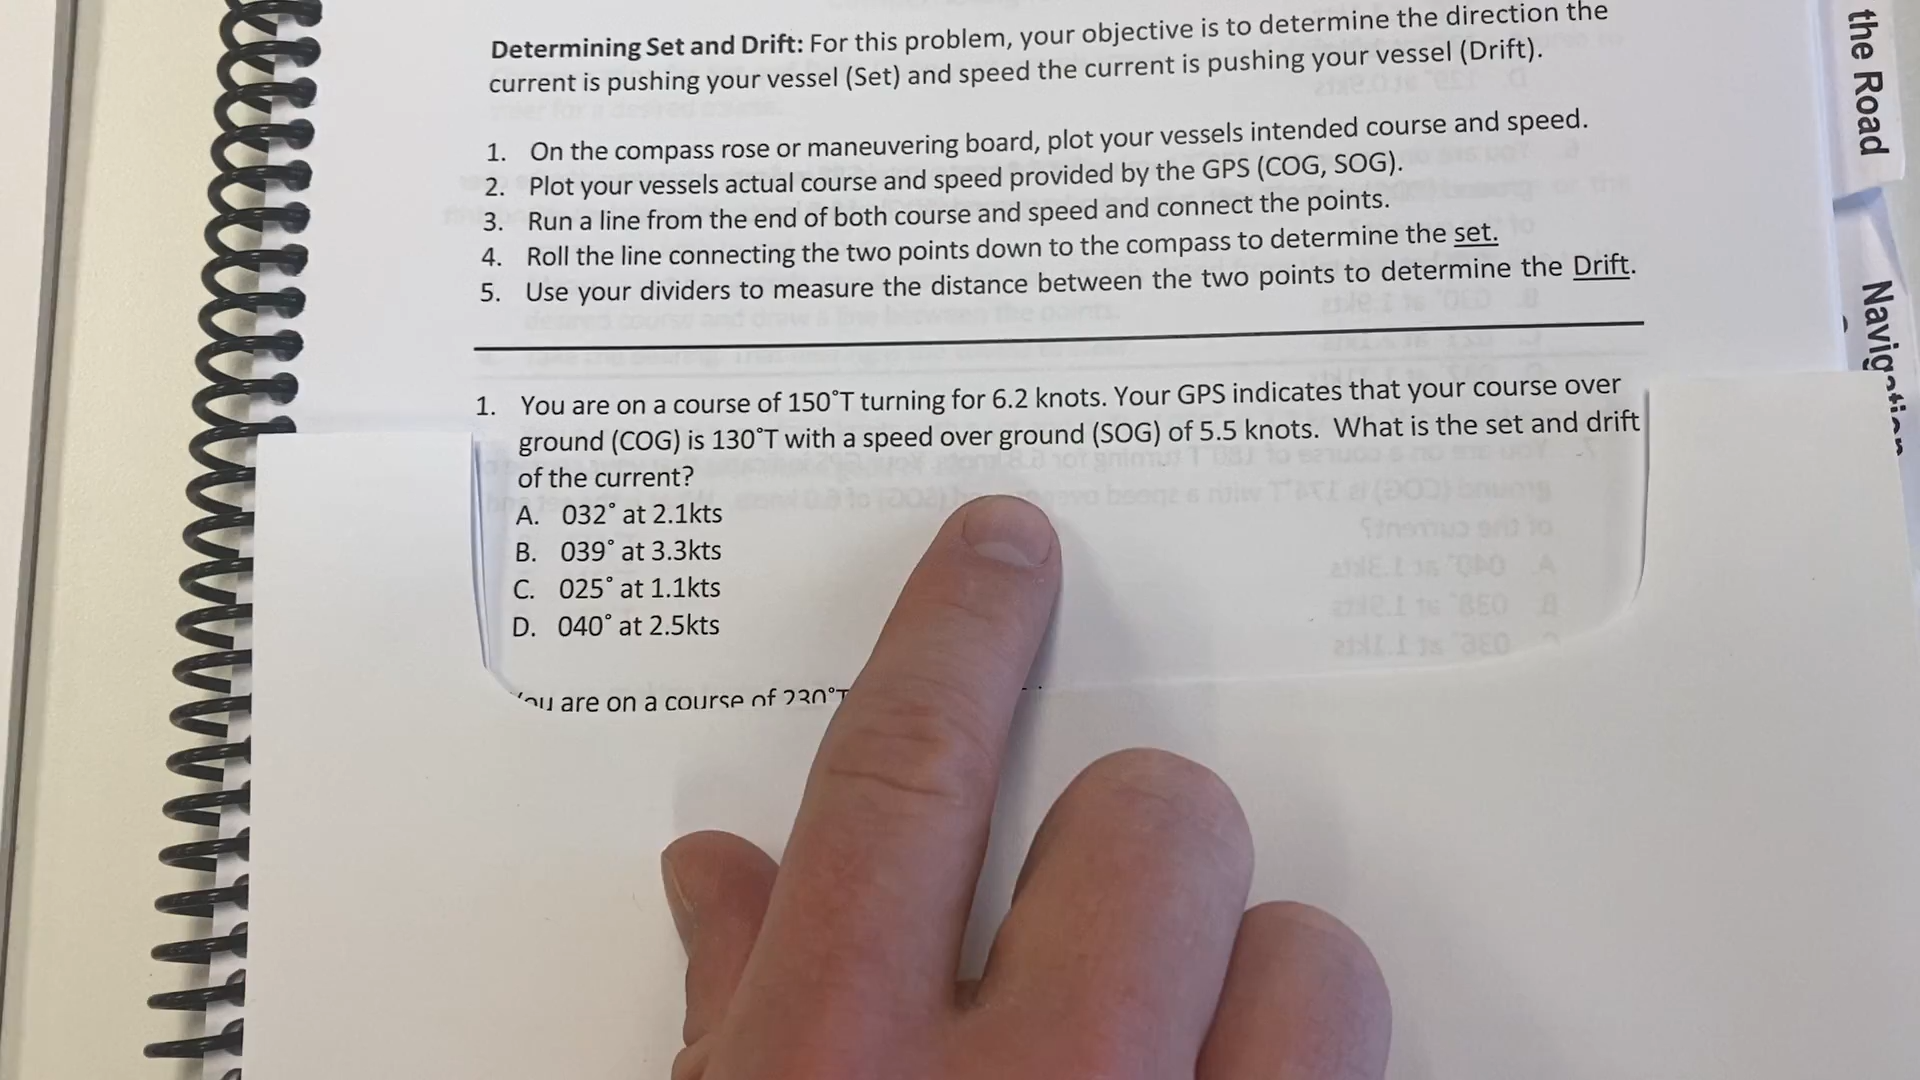 Determining Set and Drift: For this problem, your objective is to determine the direction the
current is pushing your vessel (Set) and speed the current is pushing your vessel (Drift).
1. On the compass rose or maneuvering board, plot your vessels intended course and speed.
2. Plot your vessels actual course and speed provided by the GPS (COG, SOG).
3. Run a line from the end of both course and speed and connect the points.
4. Roll the line connecting the two points down to the compass to determine the set.
5. Use your dividers to measure the distance between the two points to determine the Drift.
1. You are on a course of 150°T turning for 6.2 knots. Your GPS indicates that your course over
ground (COG) is 130°T with a speed over ground (SOG) of 5.5 knots. What is the set and drift
of the current?
A. 032° at 2.1kts
B. 039° at 3.3kts
C. 025° at 1.1kts
D. 040° at 2.5kts
You are on a course of 230°T
the Road
Navigation